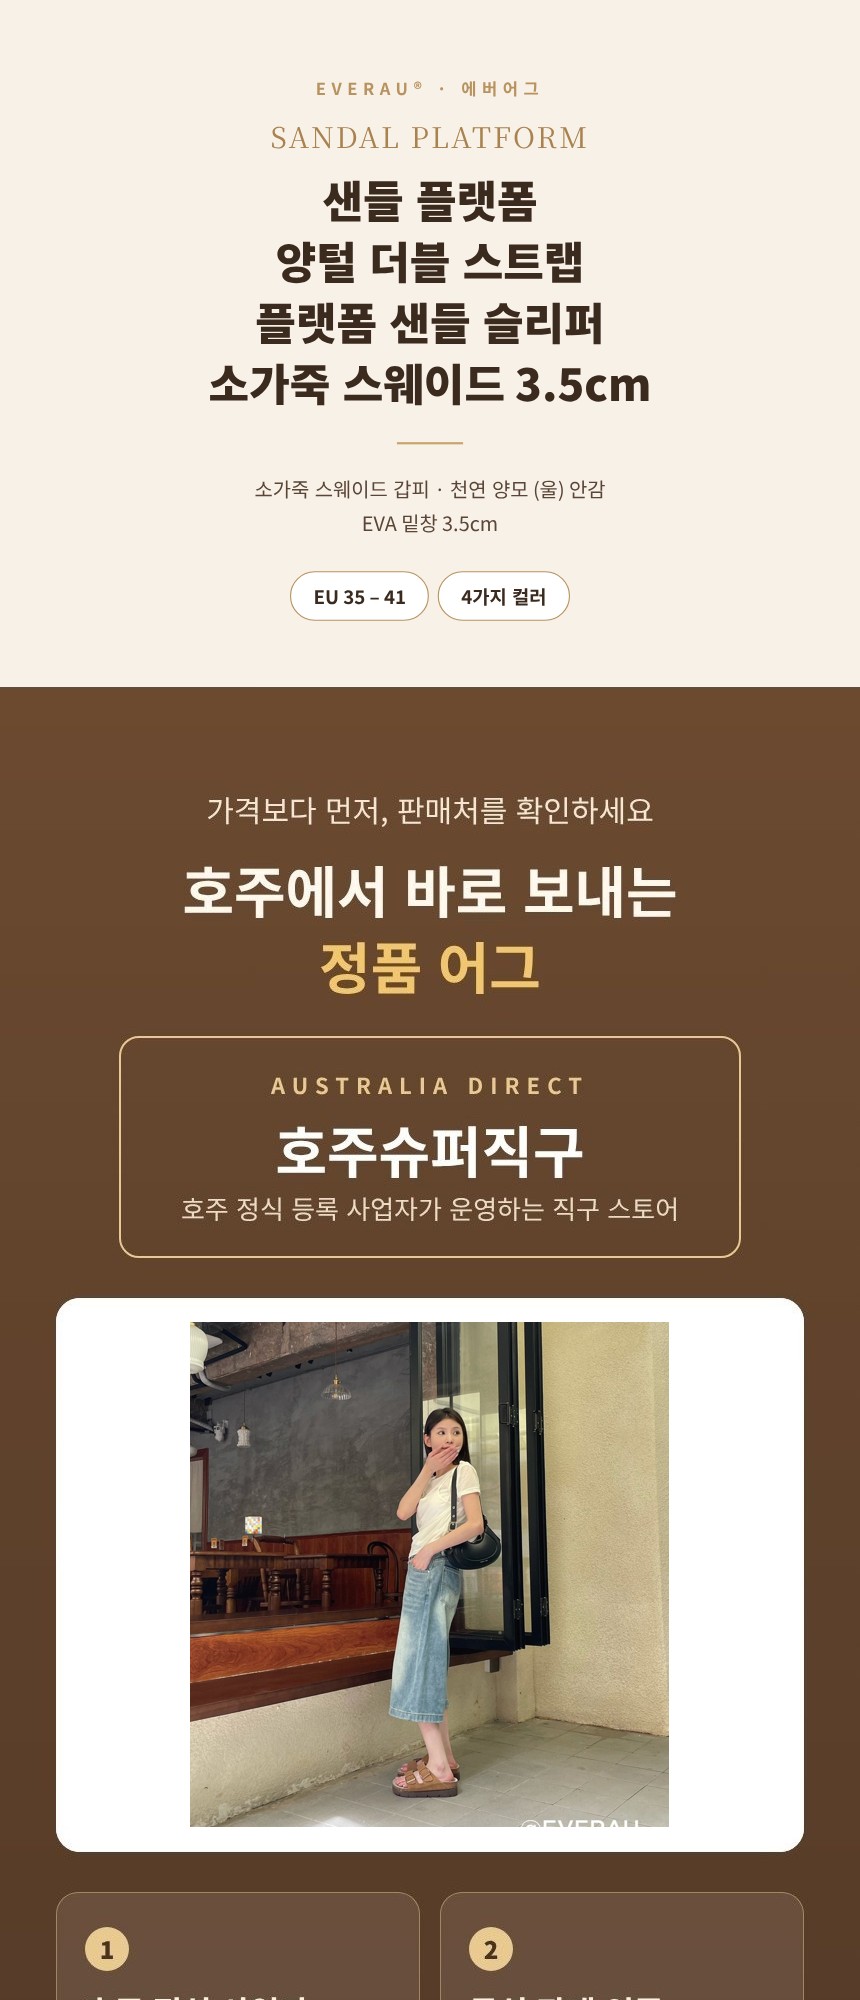 EVERAU® · 에버어그
SANDAL PLATFORM
샌들 플랫폼
양털 더블 스트랩
플랫폼 샌들 슬리퍼
소가죽 스웨이드 3.5cm
소가죽 스웨이드 갑피 · 천연 양모 (울) 안감
EVA 밑창 3.5cm
EU 35 – 41
4가지 컬러
가격보다 먼저, 판매처를 확인하세요
호주에서 바로 보내는
정품 어그
AUSTRALIA DIRECT
호주슈퍼직구
호주 정식 등록 사업자가 운영하는 직구 스토어
@EVERAU
1
2